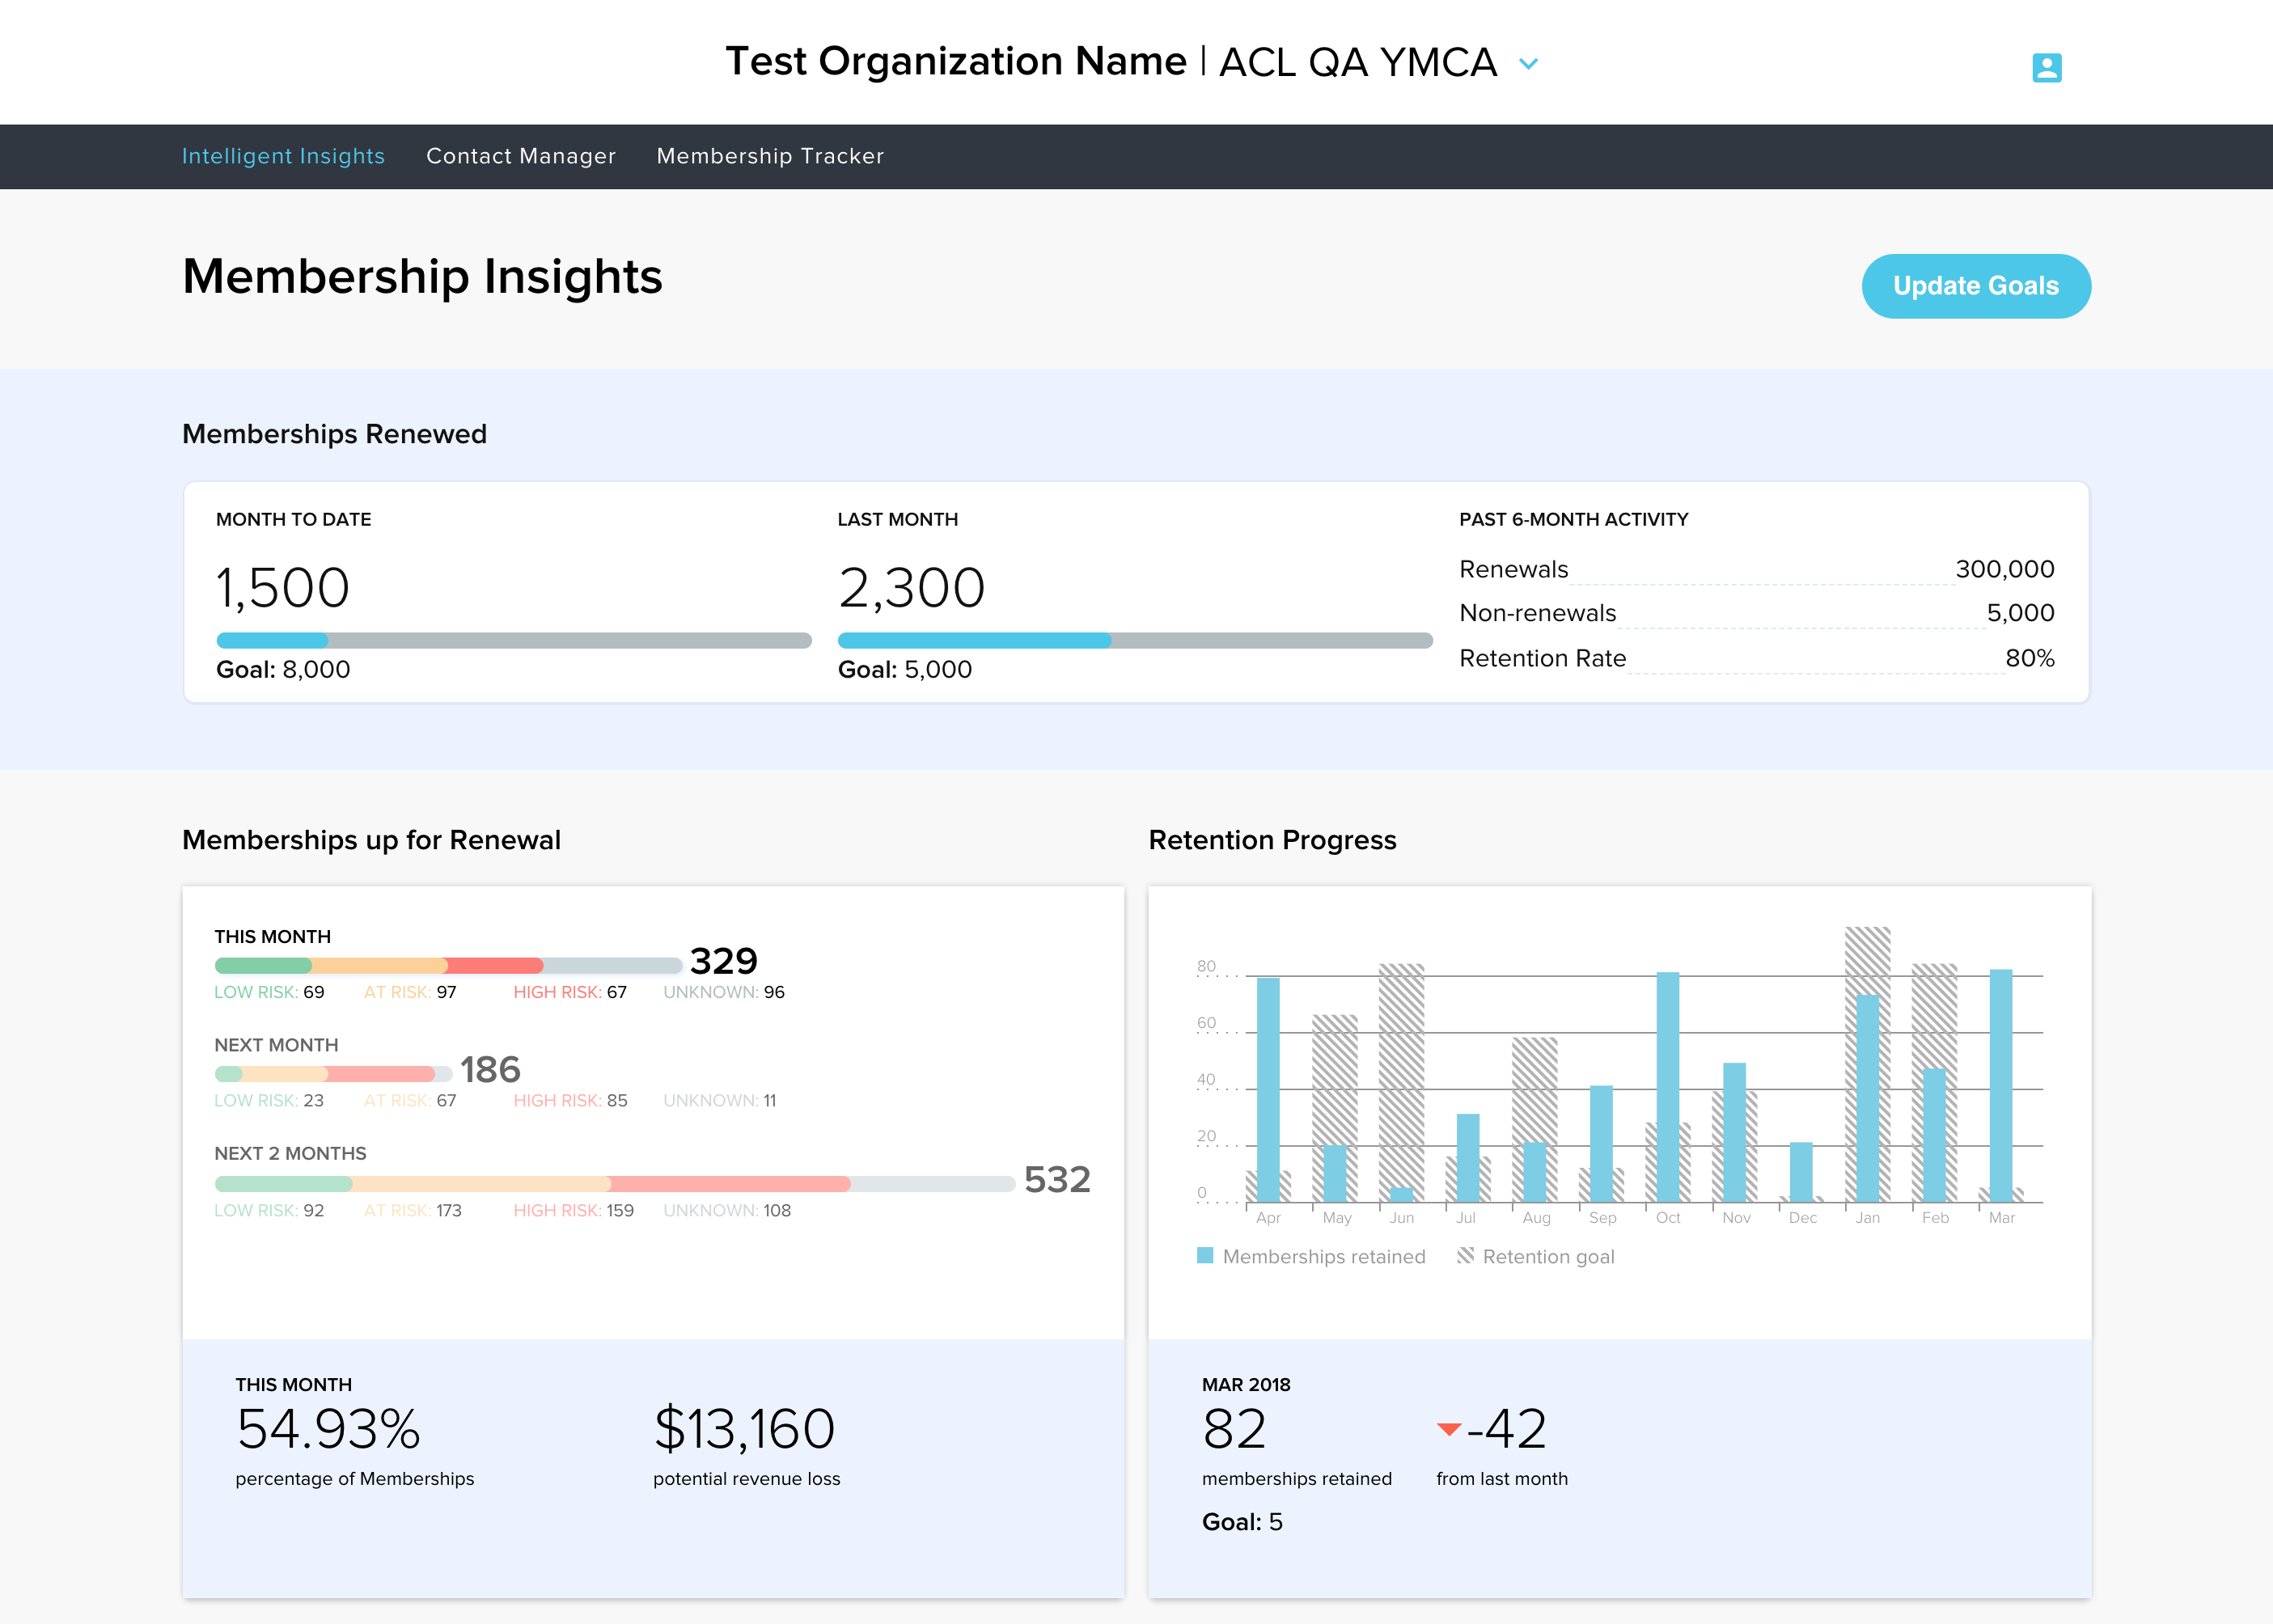 Test Organization Name | ACL QA YMCA
Intelligent Insights Contact Manager Membership Tracker
Membership Insights
Update Goals
Memberships Renewed
MONTH TO DATE
1,500
Goal: 8,000
LAST MONTH
2,300
Goal: 5,000
PAST 6-MONTH ACTIVITY
Renewals 300,000
Non-renewals 5,000
Retention Rate 80%
Memberships up for Renewal
THIS MONTH
329
LOW RISK: 69 AT RISK: 97 HIGH RISK: 67 UNKNOWN: 96
NEXT MONTH
186
LOW RISK: 23 AT RISK: 67 HIGH RISK: 85 UNKNOWN: 11
NEXT 2 MONTHS
532
LOW RISK: 92 AT RISK: 173 HIGH RISK: 159 UNKNOWN: 108
THIS MONTH
54.93%
percentage of Memberships
$13,160
potential revenue loss
Retention Progress
80
60
40
20
0
Apr May Jun Jul Aug Sep Oct Nov Dec Jan Feb Mar
Memberships retained Retention goal
MAR 2018
82
memberships retained
-42
from last month
Goal: 5